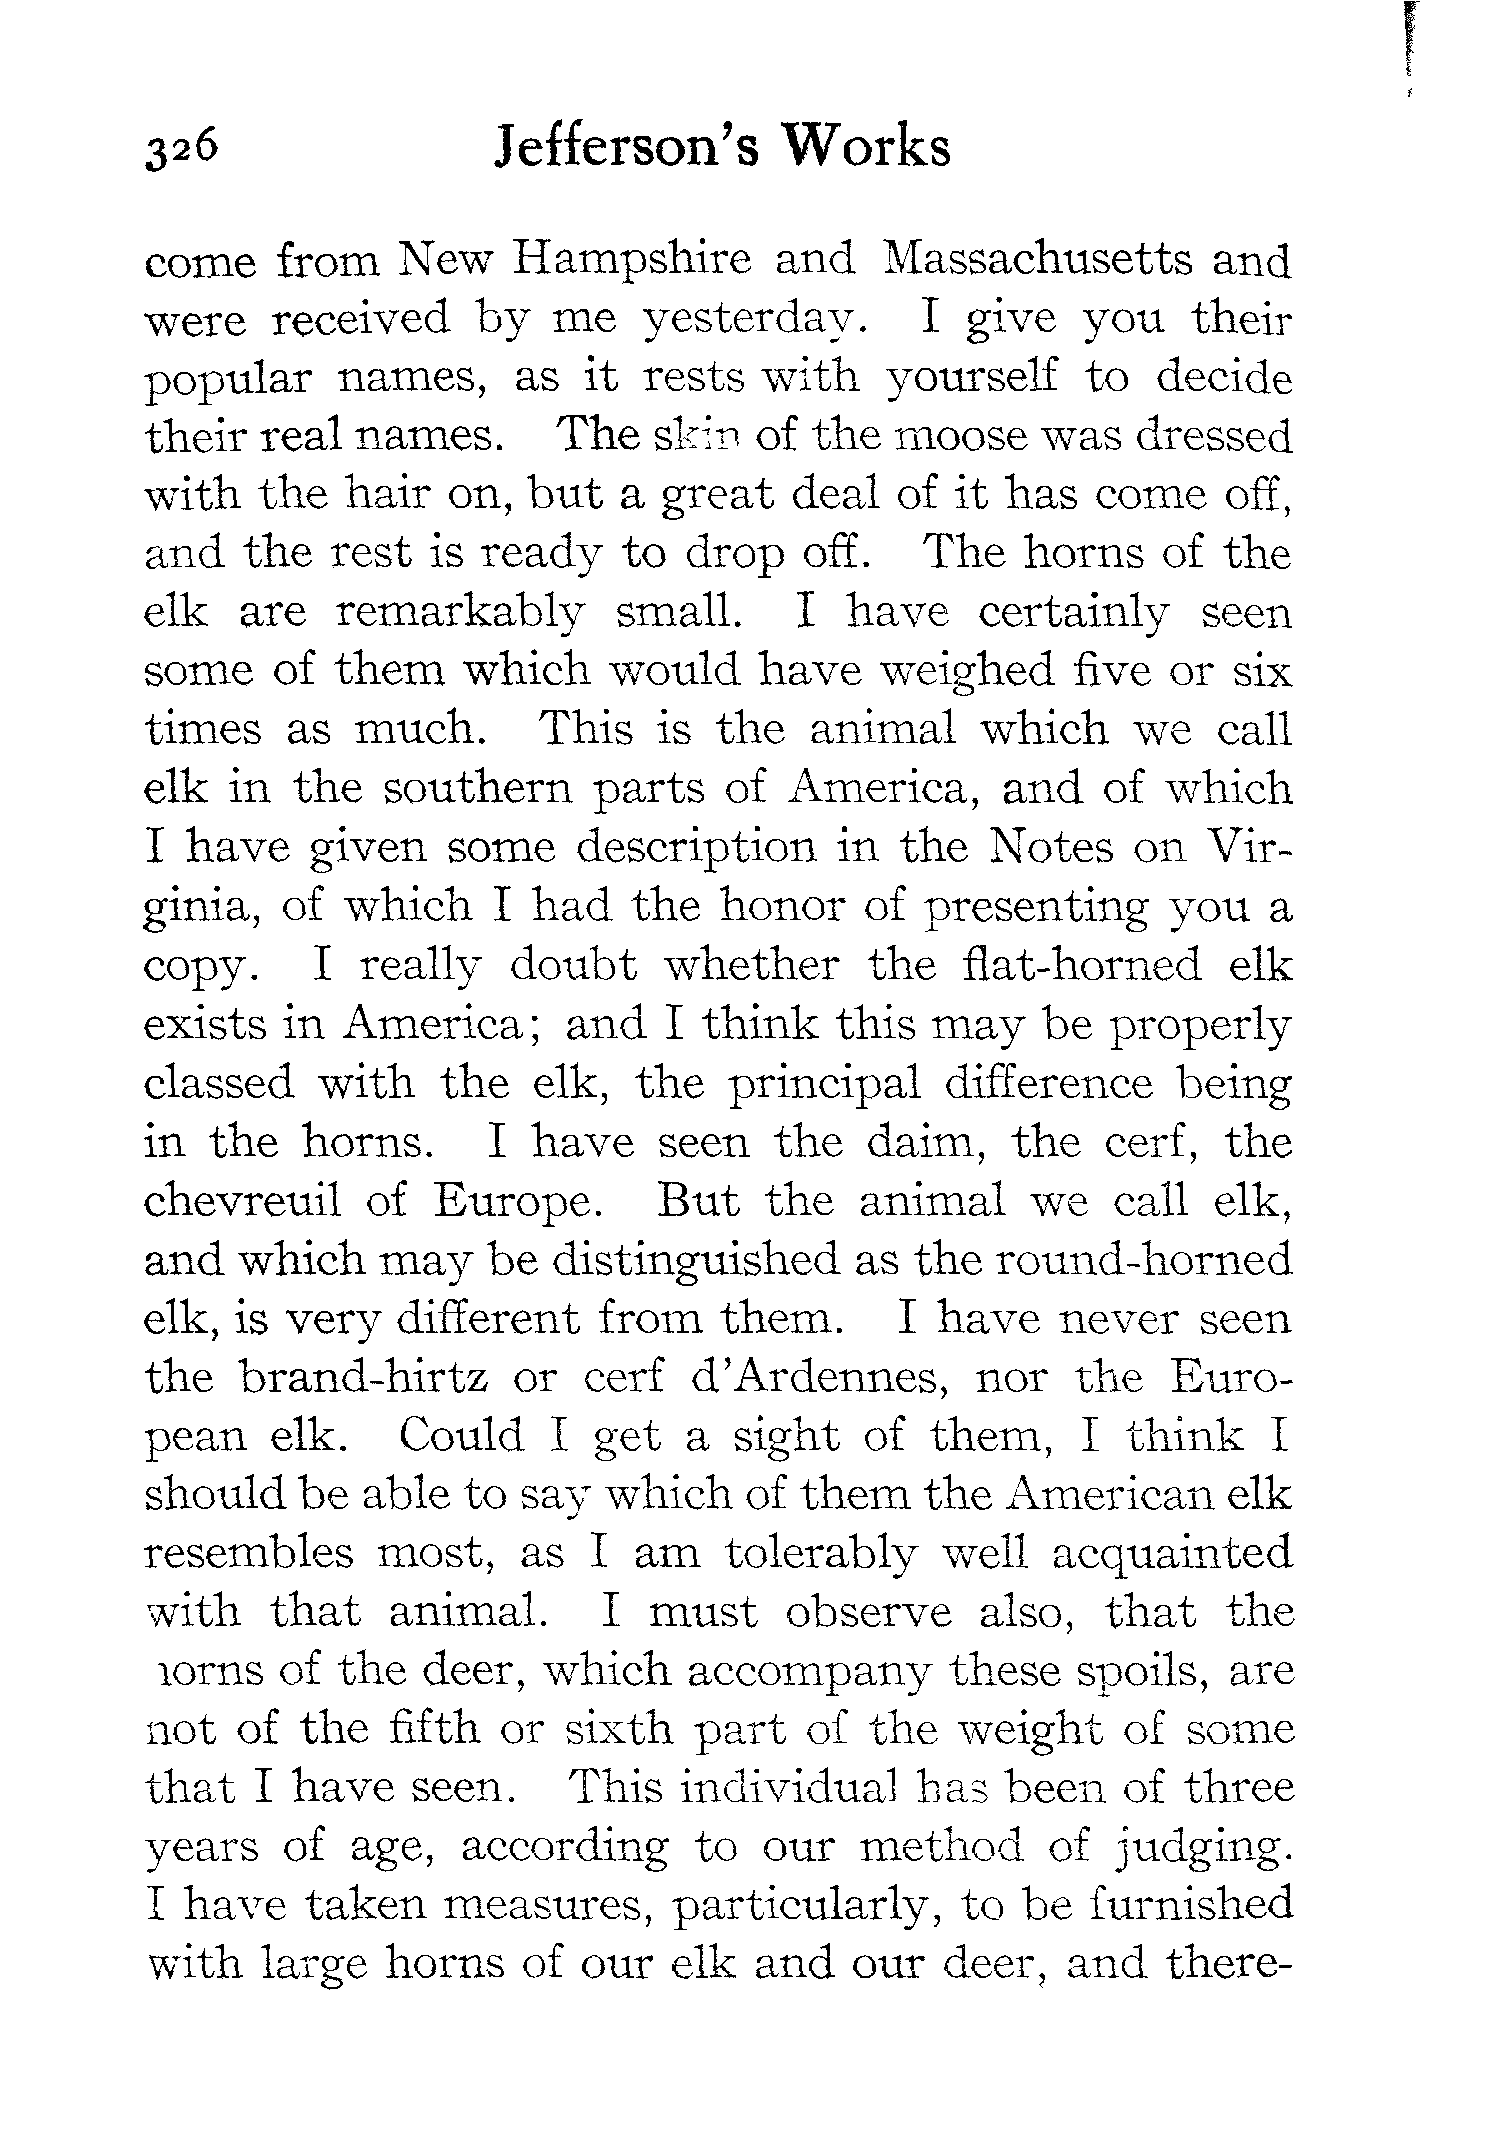 326 Jefferson's Works
come from New Hampshire and Massachusetts and
were received by me yesterday. I give you their
popular names, as it rests with yourself to decide
their real names. The skin of the moose was dressed
with the hair on, but a great deal of it has come off,
and the rest is ready to drop off. The horns of the
elk are remarkably small. I have certainly seen
some of them which would have weighed five or six
times as much. This is the animal which we call
elk in the southern parts of America, and of which
I have given some description in the Notes on Vir-
ginia, of which I had the honor of presenting you a
copy. I really doubt whether the flat-horned elk
exists in America; and I think this may be properly
classed with the elk, the principal difference being
in the horns. I have seen the daim, the cerf, the
chevreuil of Europe. But the animal we call elk,
and which may be distinguished as the round-horned
elk, is very different from them. I have never seen
the brand-hirtz or cerf d'Ardennes, nor the Euro-
pean elk. Could I get a sight of them, I think I
should be able to say which of them the American elk
resembles most, as I am tolerably well acquainted
with that animal. I must observe also, that the
horns of the deer, which accompany these spoils, are
not of the fifth or sixth part of the weight of some
that I have seen. This individual has been of three
years of age, according to our method of judging.
I have taken measures, particularly, to be furnished
with large horns of our elk and our deer, and there-